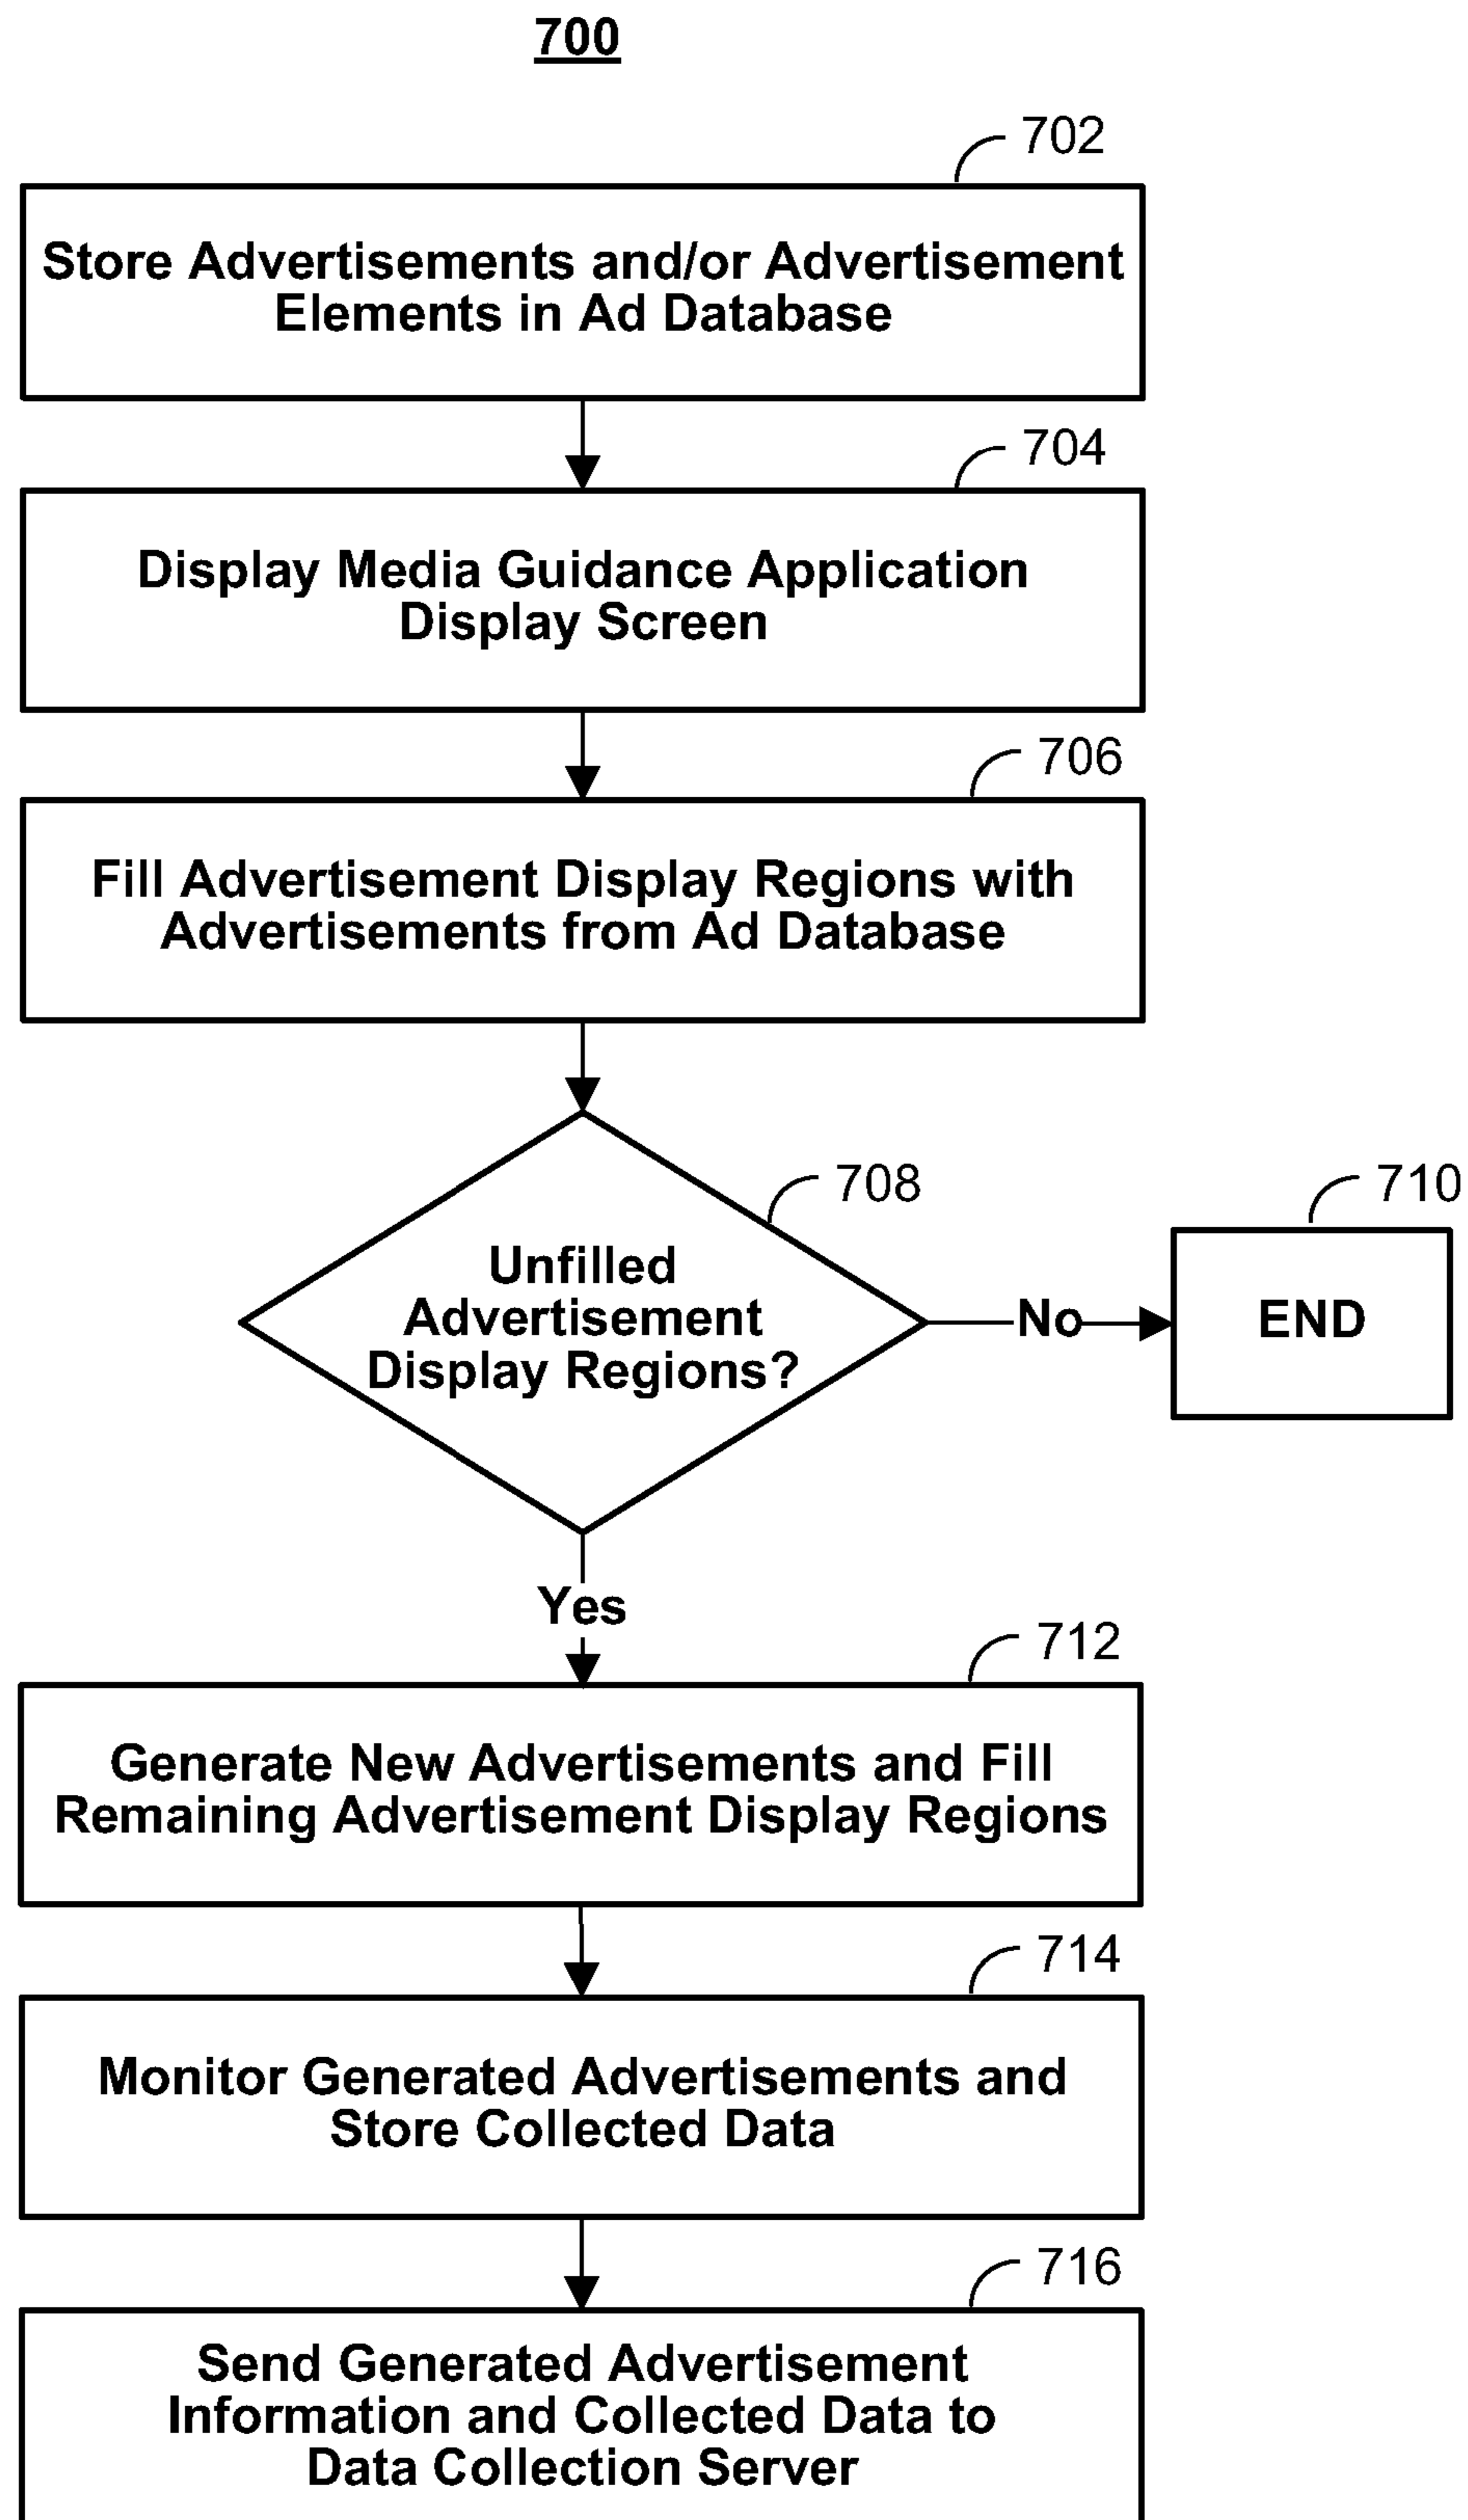 700
702
Store Advertisements and/or Advertisement
Elements in Ad Database
704
Display Media Guidance Application
Display Screen
706
Fill Advertisement Display Regions with
Advertisements from Ad Database
708
710
Unfilled
Advertisement
Display Regions?
No
END
Yes
712
Generate New Advertisements and Fill
Remaining Advertisement Display Regions
714
Monitor Generated Advertisements and
Store Collected Data
716
Send Generated Advertisement
Information and Collected Data to
Data Collection Server